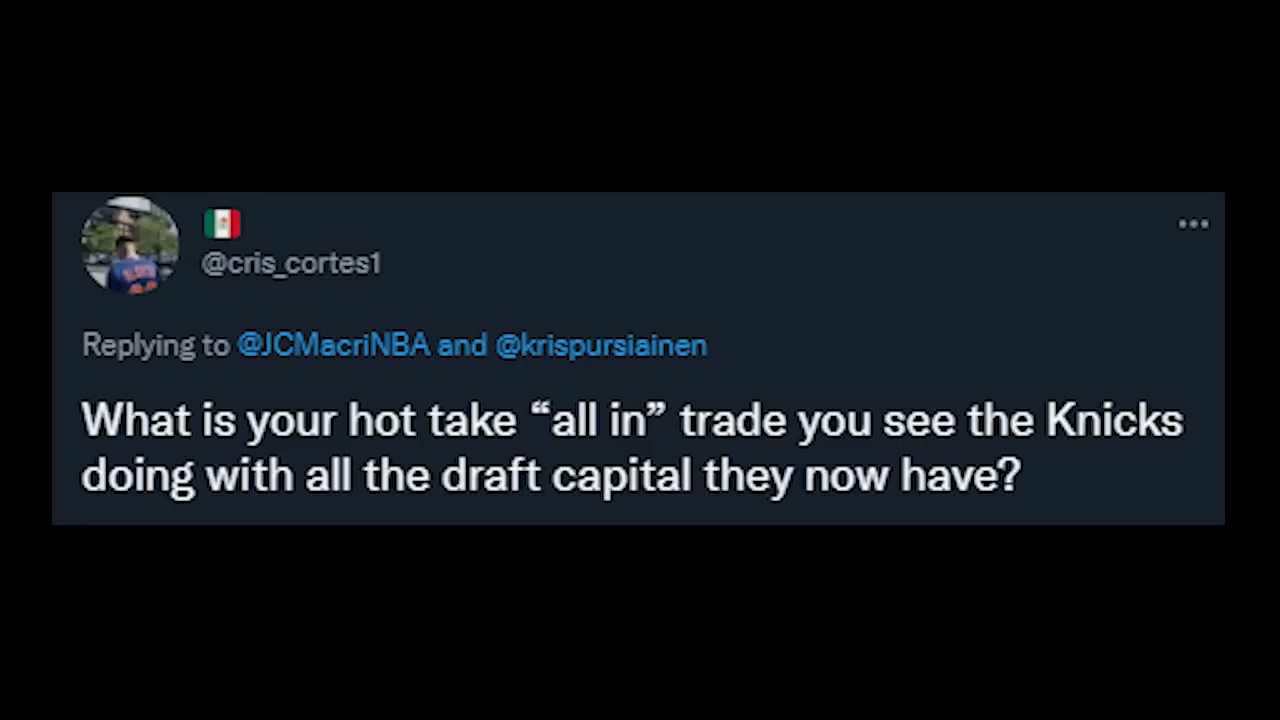 @cris_cortes1
Replying to @JCMacriNBA and @krispursiainen
What is your hot take “all in” trade you see the Knicks
doing with all the draft capital they now have?